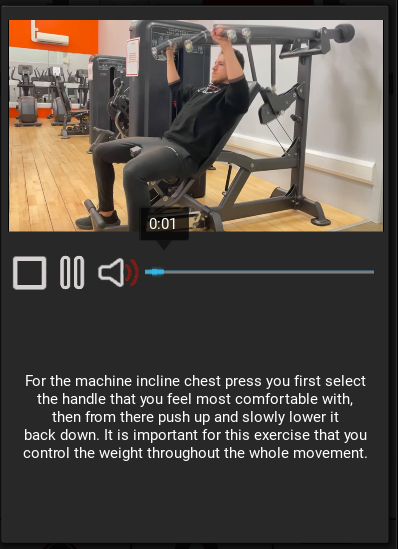 0:01
For the machine incline chest press you first select
the handle that you feel most comfortable with,
then from there push up and slowly lower it
back down. It is important for this exercise that you
control the weight throughout the whole movement.